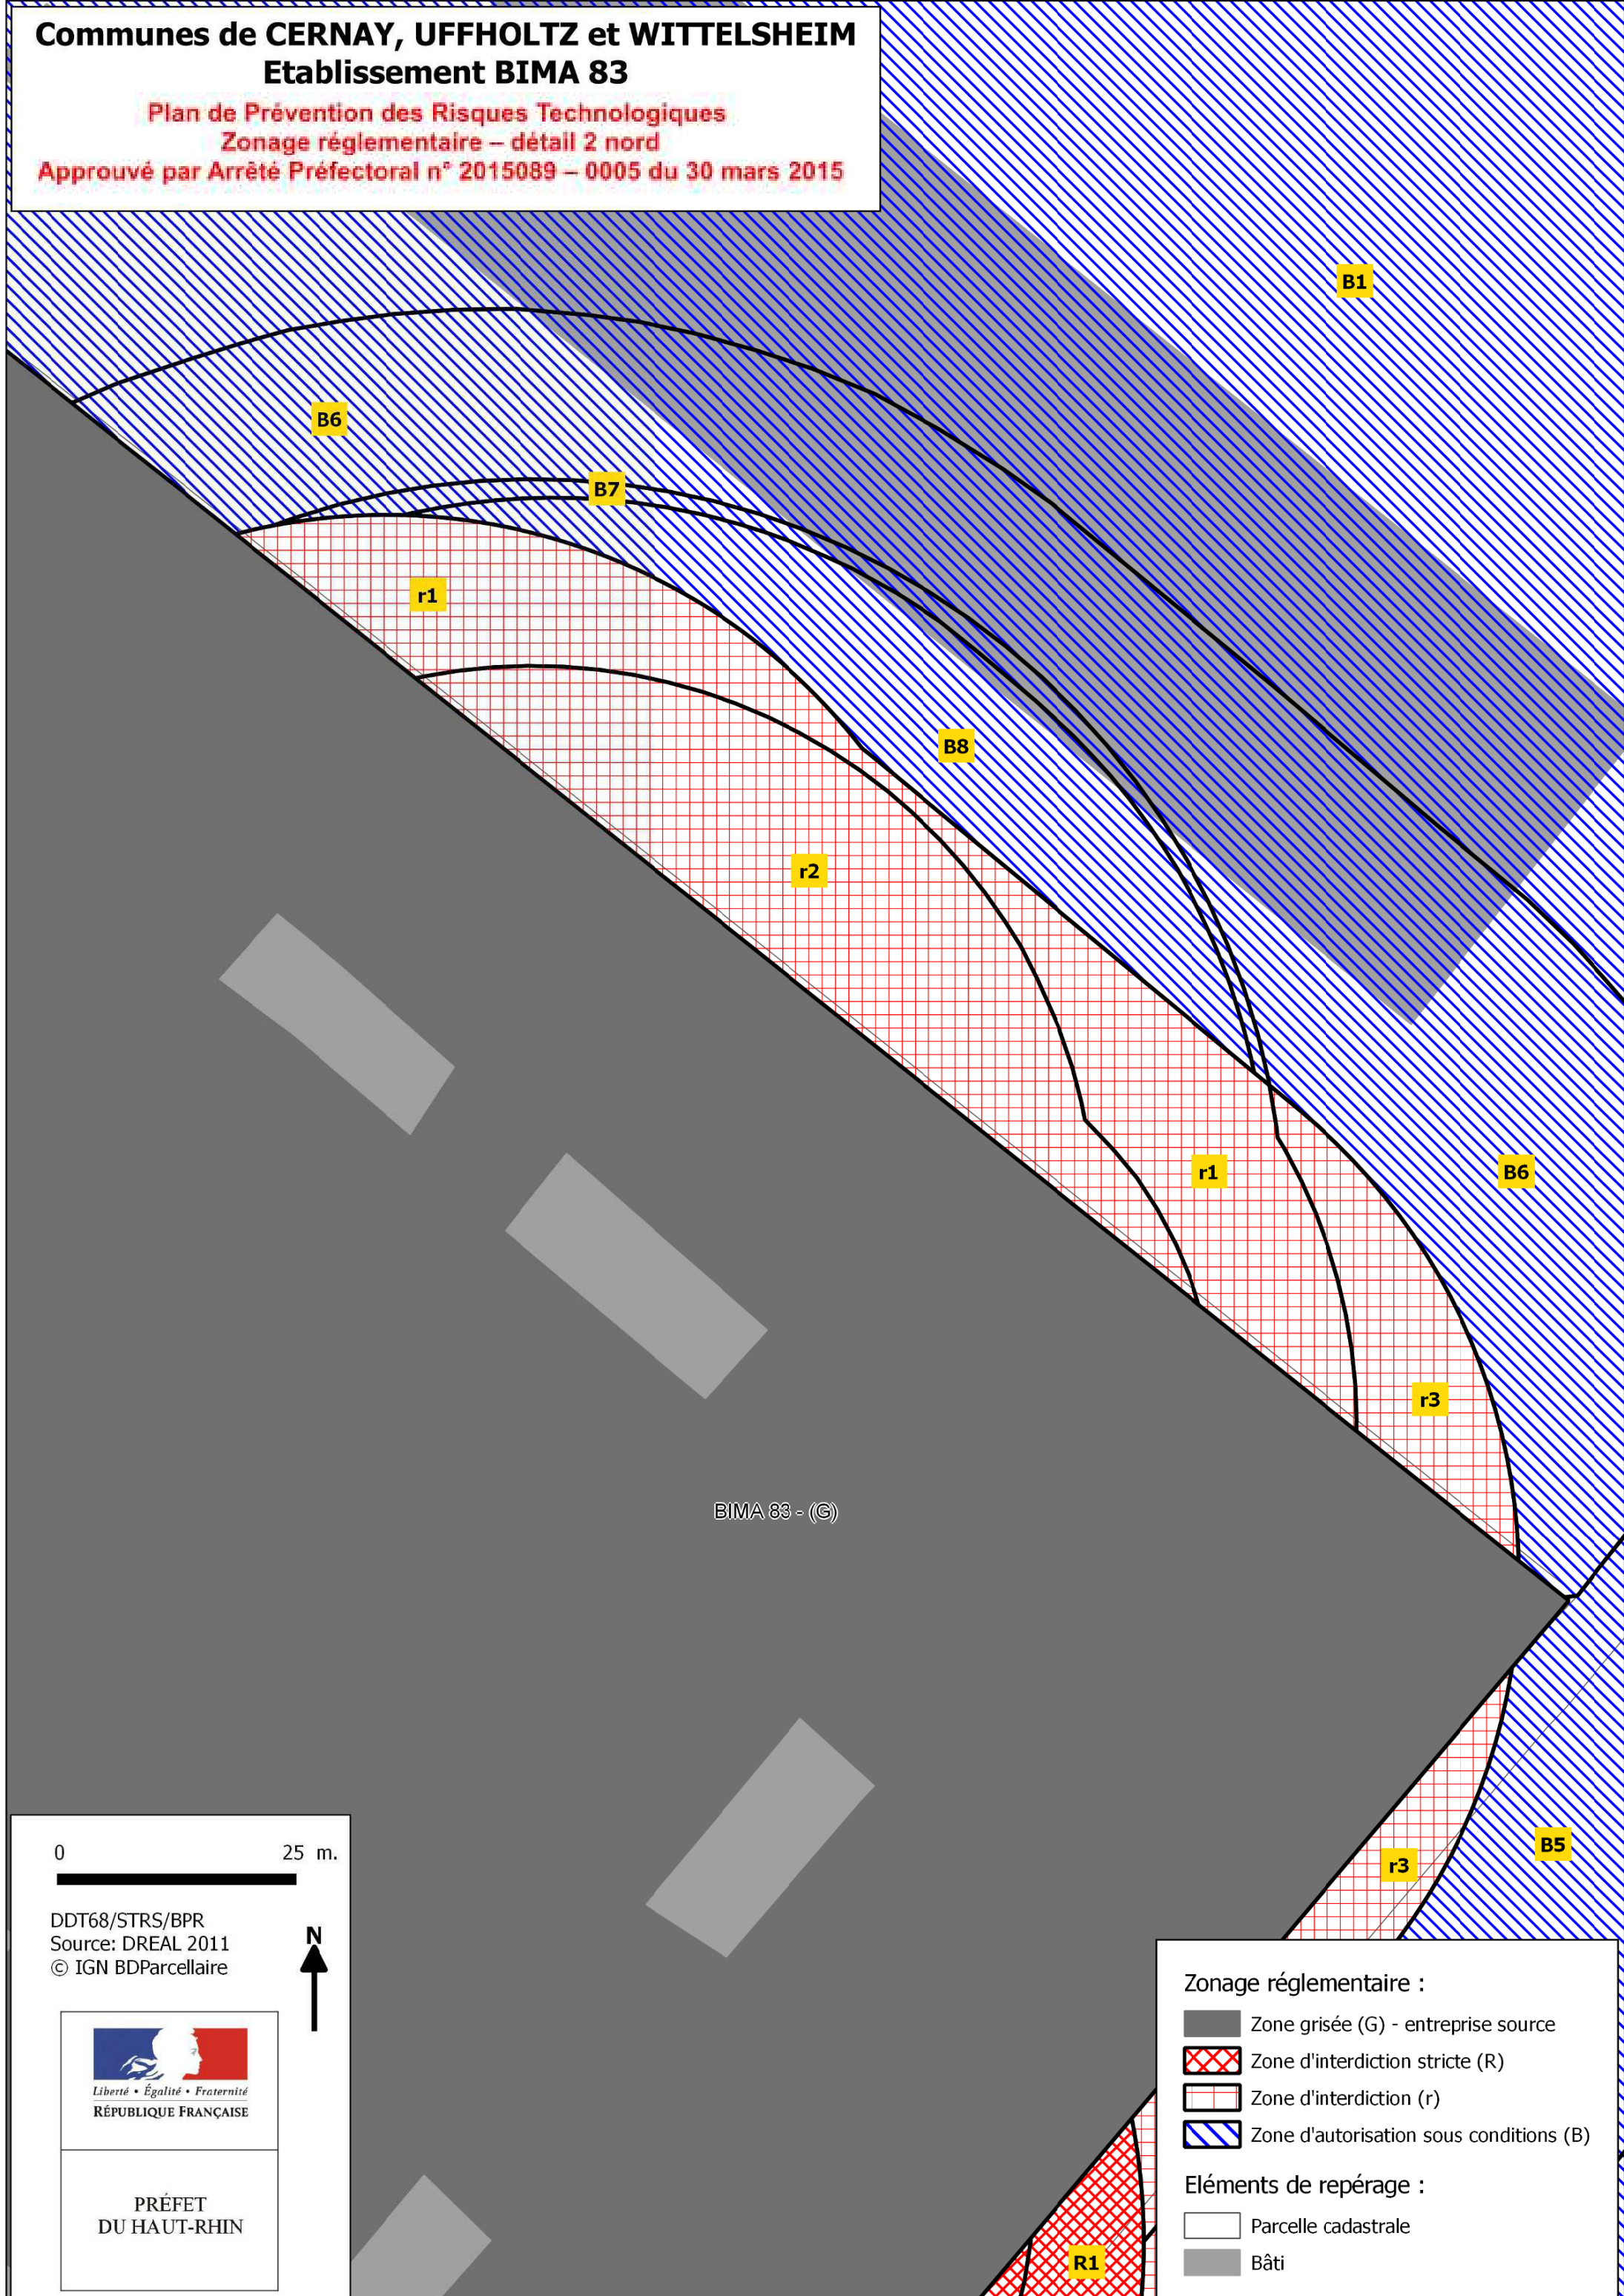 Communes de CERNAY, UFFHOLTZ et WITTELSHEIM
Etablissement BIMA 83
Plan de Prévention des Risques Technologiques
Zonage réglementaire – détail 2 nord
Approuvé par Arrêté Préfectoral n° 2015089 – 0005 du 30 mars 2015
B1
B6
B7
r1
B8
r2
r1
B6
r3
BIMA 83 - (G)
B5
r3
R1
0 25 m.
DDT68/STRS/BPR
Source: DREAL 2011
© IGN BDParcellaire
N
Liberté • Égalité • Fraternité
RÉPUBLIQUE FRANÇAISE
PRÉFET
DU HAUT-RHIN
Zonage réglementaire :
Zone grisée (G) - entreprise source
Zone d'interdiction stricte (R)
Zone d'interdiction (r)
Zone d'autorisation sous conditions (B)
Eléments de repérage :
Parcelle cadastrale
Bâti